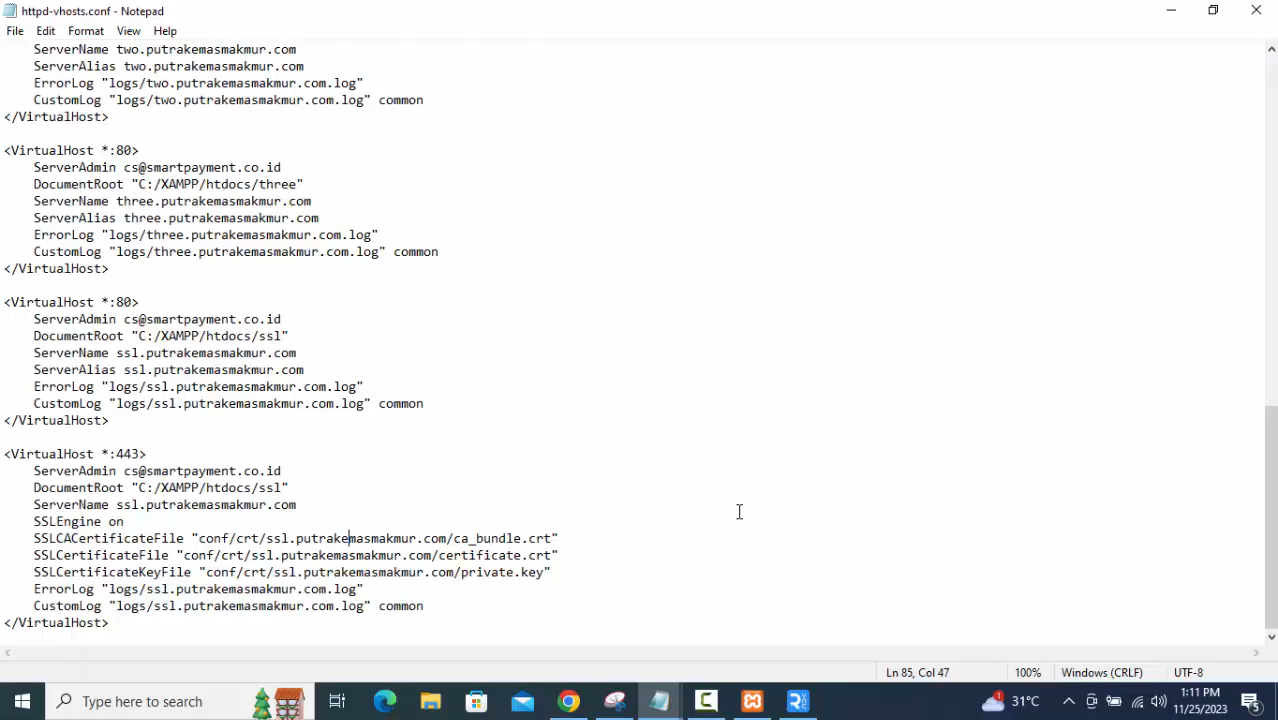 httpd-vhosts.conf - Notepad
File Edit Format View Help
ServerName two.putrakemasmakmur.com
ServerAlias two.putrakemasmakmur.com
ErrorLog "logs/two.putrakemasmakmur.com.log"
CustomLog "logs/two.putrakemasmakmur.com.log" common
</VirtualHost>
<VirtualHost *:80>
ServerAdmin cs@smartpayment.co.id
DocumentRoot "C:/XAMPP/htdocs/three"
ServerName three.putrakemasmakmur.com
ServerAlias three.putrakemasmakmur.com
ErrorLog "logs/three.putrakemasmakmur.com.log"
CustomLog "logs/three.putrakemasmakmur.com.log" common
</VirtualHost>
<VirtualHost *:80>
ServerAdmin cs@smartpayment.co.id
DocumentRoot "C:/XAMPP/htdocs/ssl"
ServerName ssl.putrakemasmakmur.com
ServerAlias ssl.putrakemasmakmur.com
ErrorLog "logs/ssl.putrakemasmakmur.com.log"
CustomLog "logs/ssl.putrakemasmakmur.com.log" common
</VirtualHost>
<VirtualHost *:443>
ServerAdmin cs@smartpayment.co.id
DocumentRoot "C:/XAMPP/htdocs/ssl"
ServerName ssl.putrakemasmakmur.com
SSLEngine on
SSLCACertificateFile "conf/crt/ssl.putrakemasmakmur.com/ca_bundle.crt"
SSLCertificateFile "conf/crt/ssl.putrakemasmakmur.com/certificate.crt"
SSLCertificateKeyFile "conf/crt/ssl.putrakemasmakmur.com/private.key"
ErrorLog "logs/ssl.putrakemasmakmur.com.log"
CustomLog "logs/ssl.putrakemasmakmur.com.log" common
</VirtualHost>
Ln 85, Col 47 100% Windows (CRLF) UTF-8
Type here to search 1 31°C 1:11 PM
11/25/2023 5